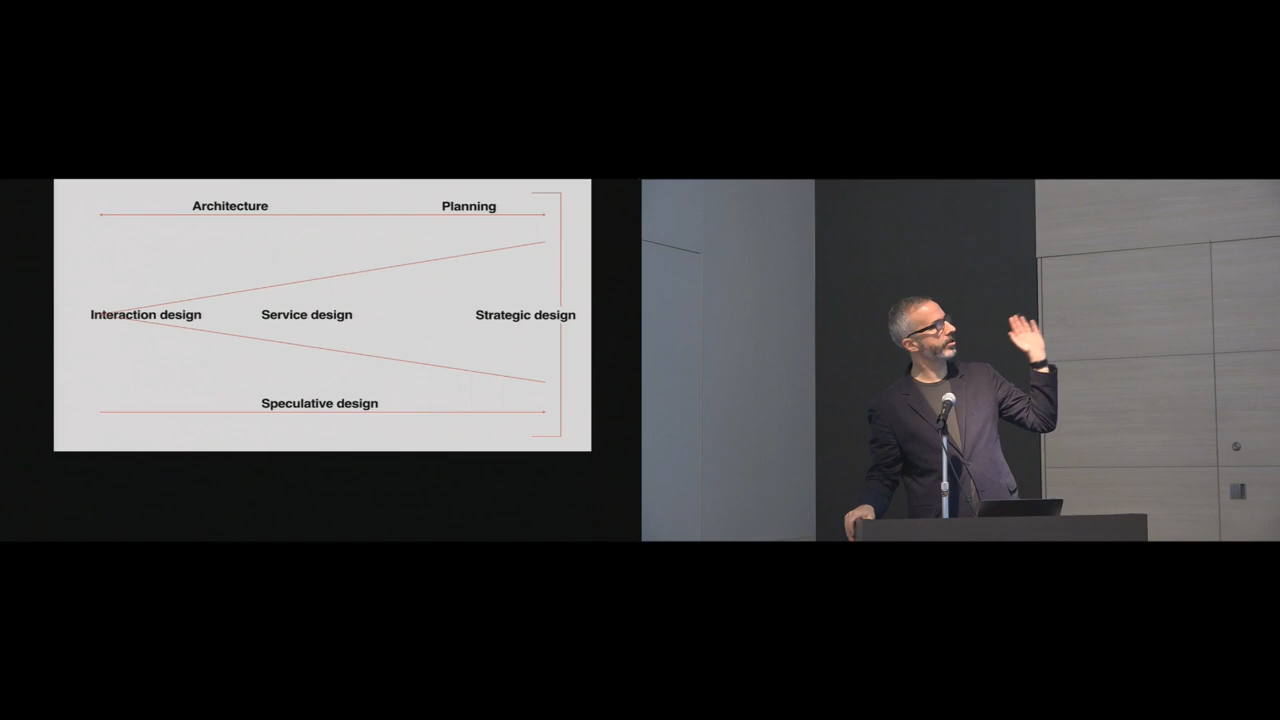 Architecture Planning
Interaction design Service design Strategic design
Speculative design